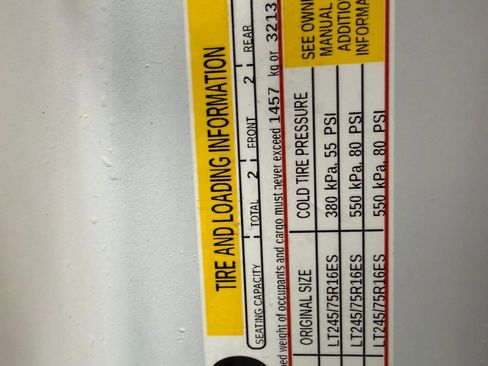 TIRE AND LOADING INFORMATION
SEATING CAPACITY TOTAL 2 FRONT 2 REAR
weight of occupants and cargo must never exceed 1457 kg or 3213
ORIGINAL SIZE COLD TIRE PRESSURE SEE OWNE
MANUAL
LT245/75R16ES 380 kPa, 55 PSI ADDITIO
LT245/75R16ES 550 kPa, 80 PSI INFORMA
LT245/75R16ES 550 kPa, 80 PSI